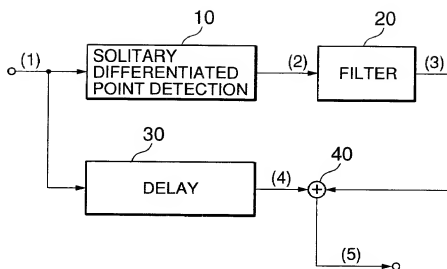 10
20
(1)
SOLITARY
DIFFERENTIATED
POINT DETECTION
(2)
FILTER
(3)
30
DELAY
(4)
40
+
(5)